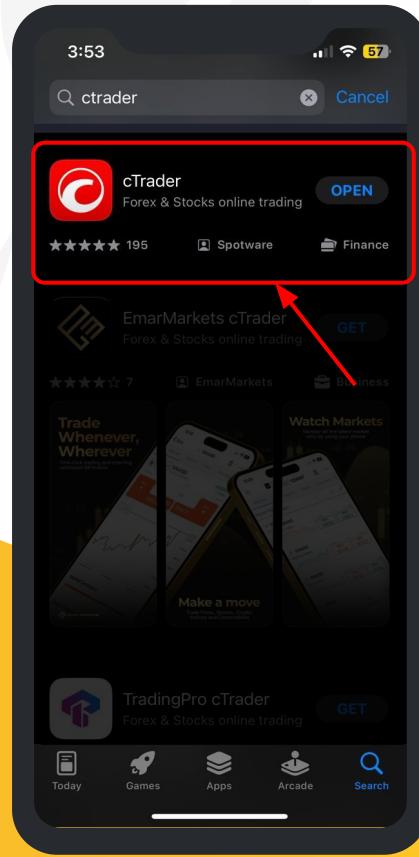 3:53
57
ctrader
Cancel
cTrader
Forex & Stocks online trading
OPEN
195
Spotware
Finance
EmarMarkets cTrader
Forex & Stocks online trading
GET
7
EmarMarkets
Business
Trade
Whenever,
Wherever
Watch Markets
Make a move
TradingPro cTrader
Forex & Stocks online trading
GET
Today
Games
Apps
Arcade
Search